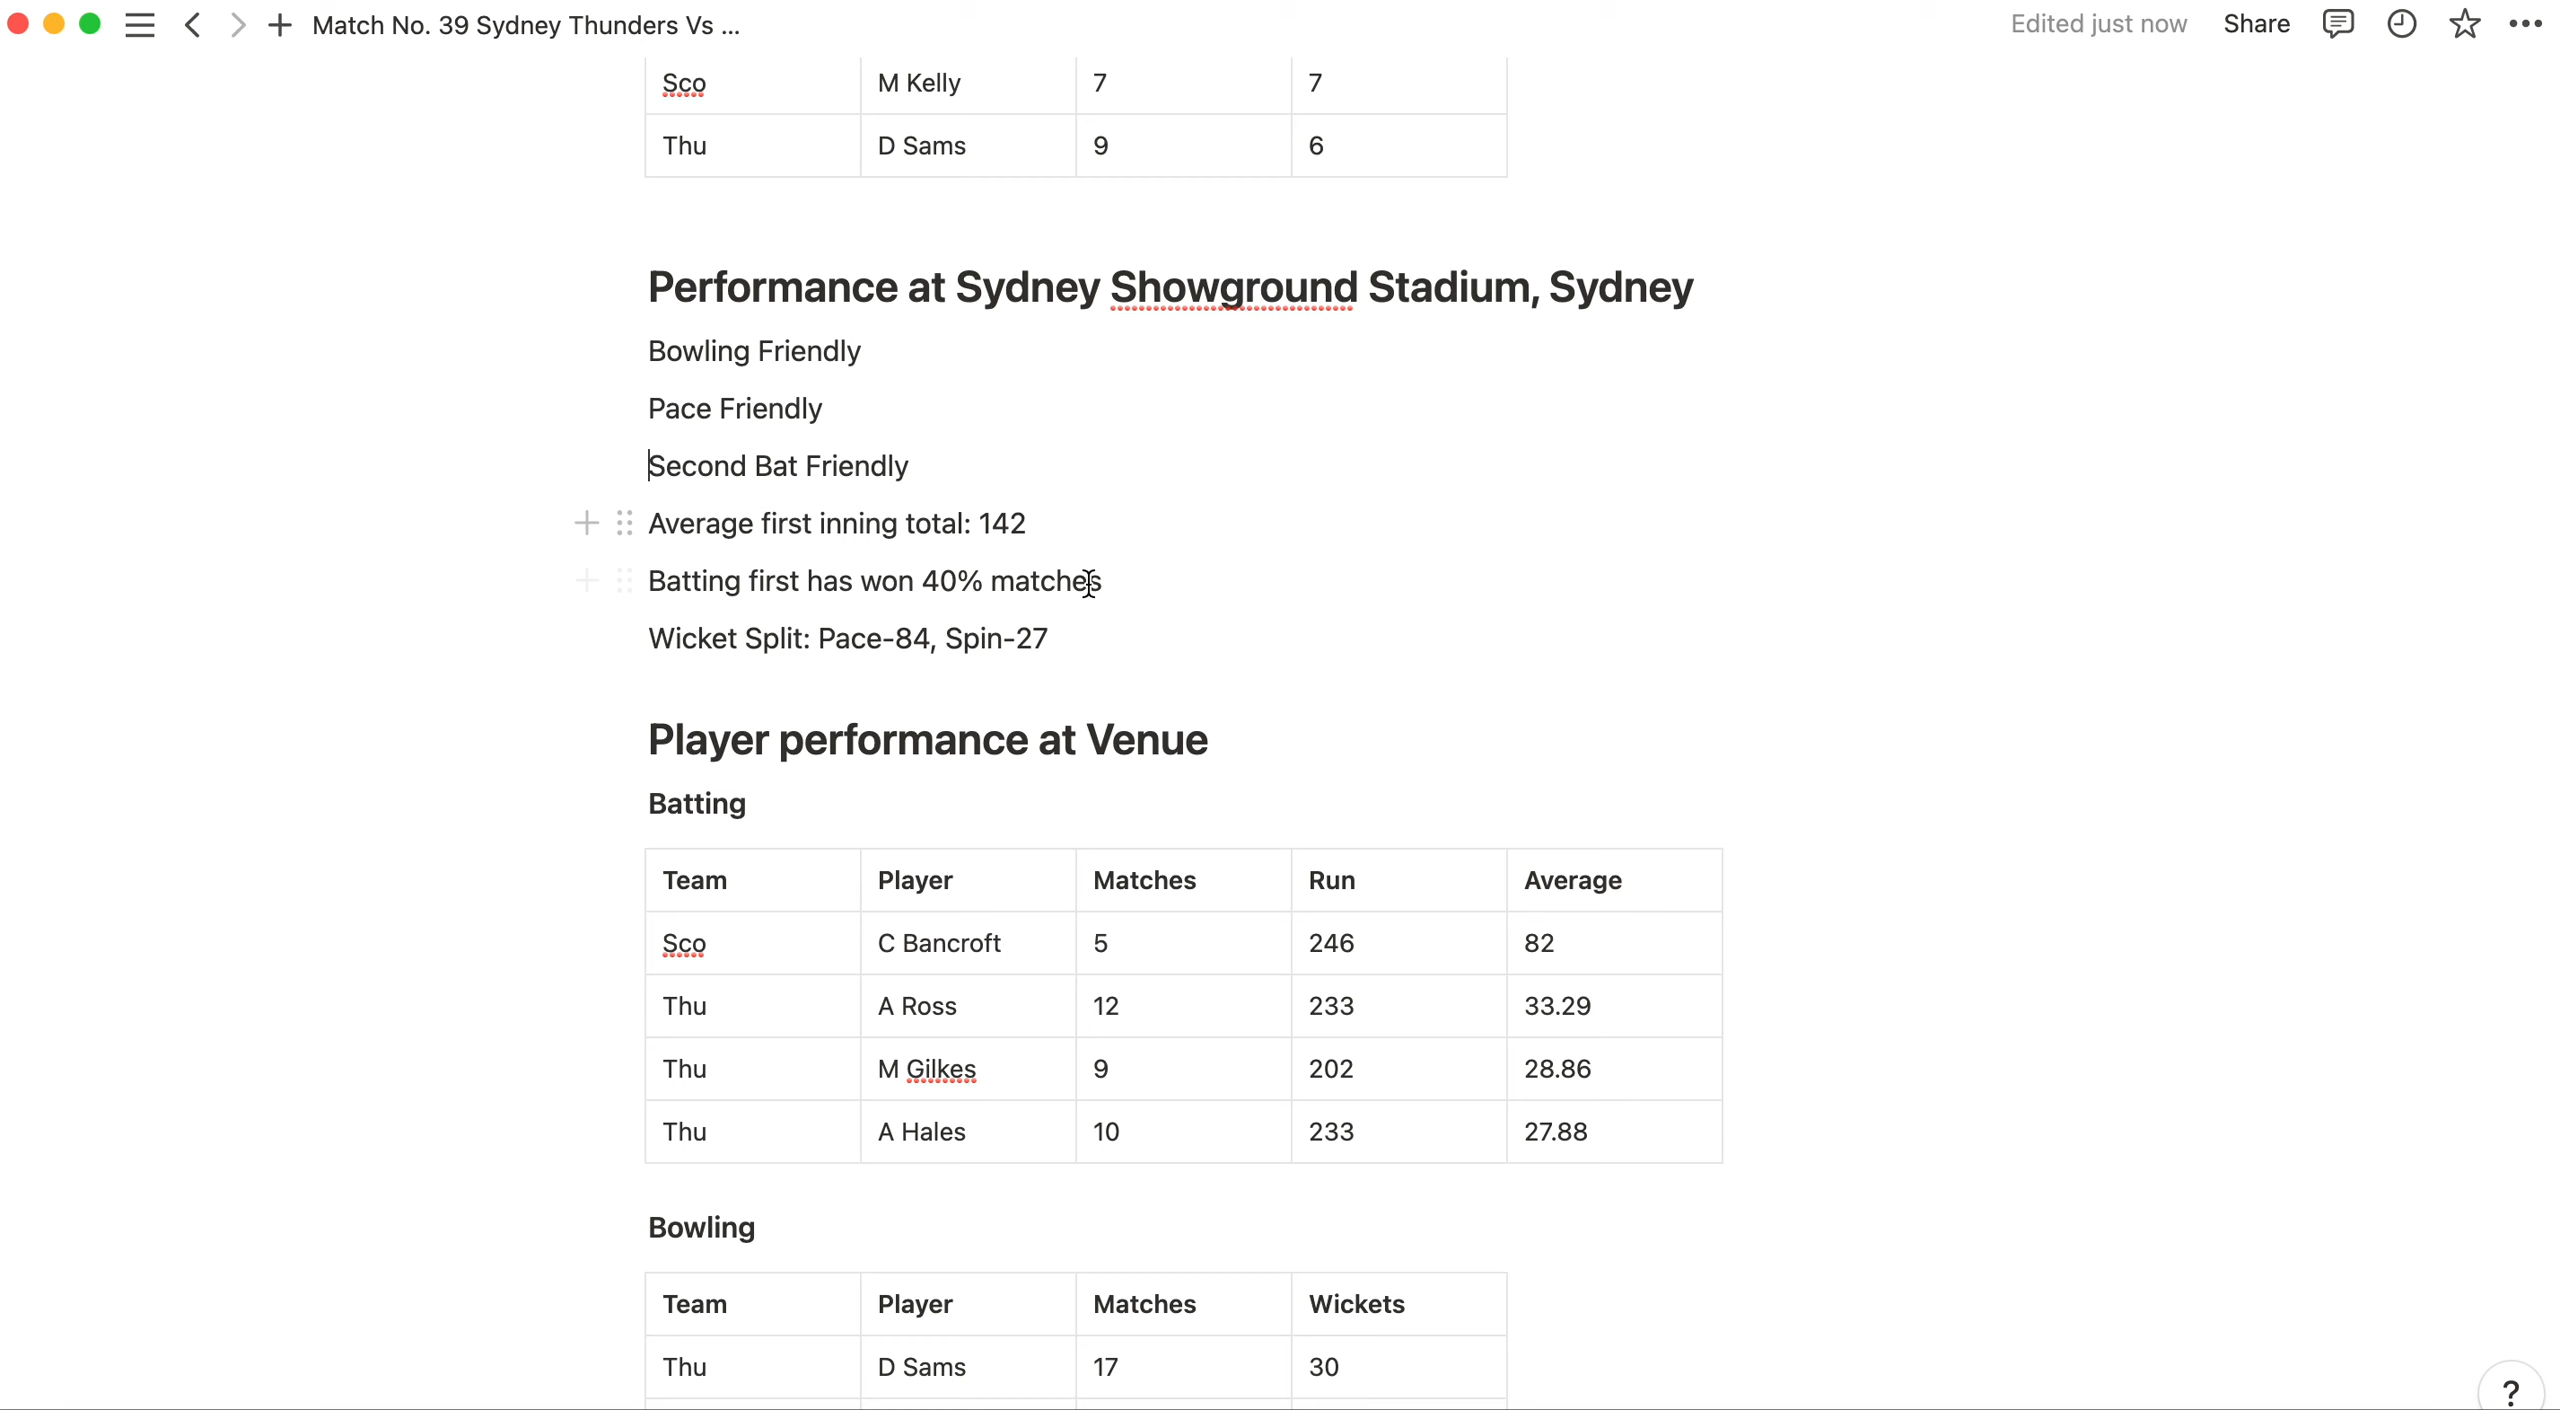 Match No. 39 Sydney Thunders Vs ...
Edited just now Share
Sco M Kelly 7 7
Thu D Sams 9 6
Performance at Sydney Showground Stadium, Sydney
Bowling Friendly
Pace Friendly
Second Bat Friendly
Average first inning total: 142
Batting first has won 40% matches
Wicket Split: Pace-84, Spin-27
Player performance at Venue
Batting
Team Player Matches Run Average
Sco C Bancroft 5 246 82
Thu A Ross 12 233 33.29
Thu M Gilkes 9 202 28.86
Thu A Hales 10 233 27.88
Bowling
Team Player Matches Wickets
Thu D Sams 17 30
?